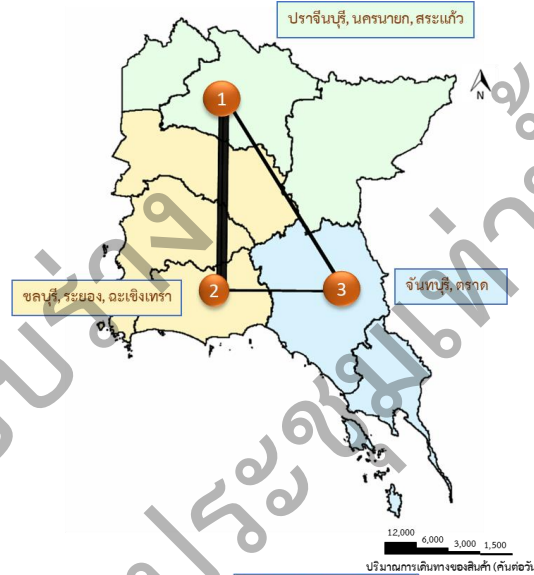 ปราจีนบุรี, นครนายก, สระแก้ว
N
1
ชลบุรี, ระยอง, ฉะเชิงเทรา
2
3
จันทบุรี, ตราด
12,000 6,000 3,000 1,500
ปริมาณการเดินทางของสินค้า (คันต่อวัน